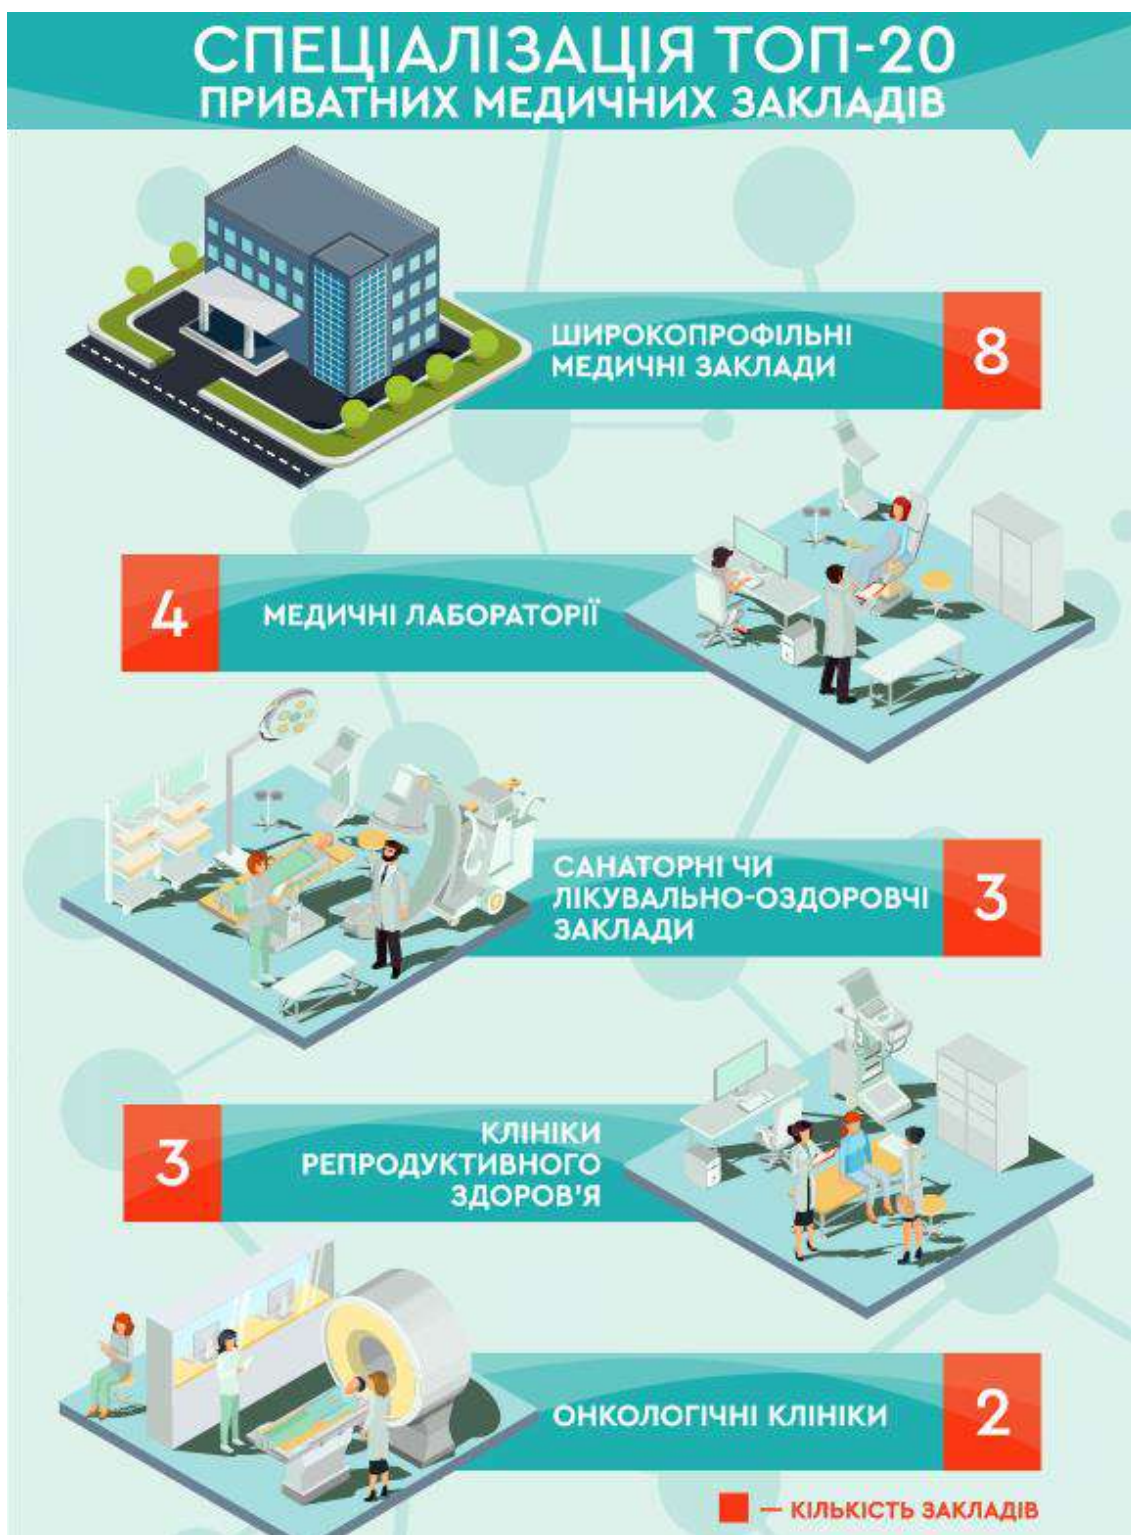 СПЕЦІАЛІЗАЦІЯ ТОП-20
ПРИВАТНИХ МЕДИЧНИХ ЗАКЛАДІВ
ШИРОКОПРОФІЛЬНІ
МЕДИЧНІ ЗАКЛАДИ
8
4
МЕДИЧНІ ЛАБОРАТОРІЇ
САНАТОРНІ ЧИ
ЛІКУВАЛЬНО-ОЗДОРОВЧІ
ЗАКЛАДИ
3
3
КЛІНІКИ
РЕПРОДУКТИВНОГО
ЗДОРОВ'Я
ОНКОЛОГІЧНІ КЛІНІКИ
2
— КІЛЬКІСТЬ ЗАКЛАДІВ